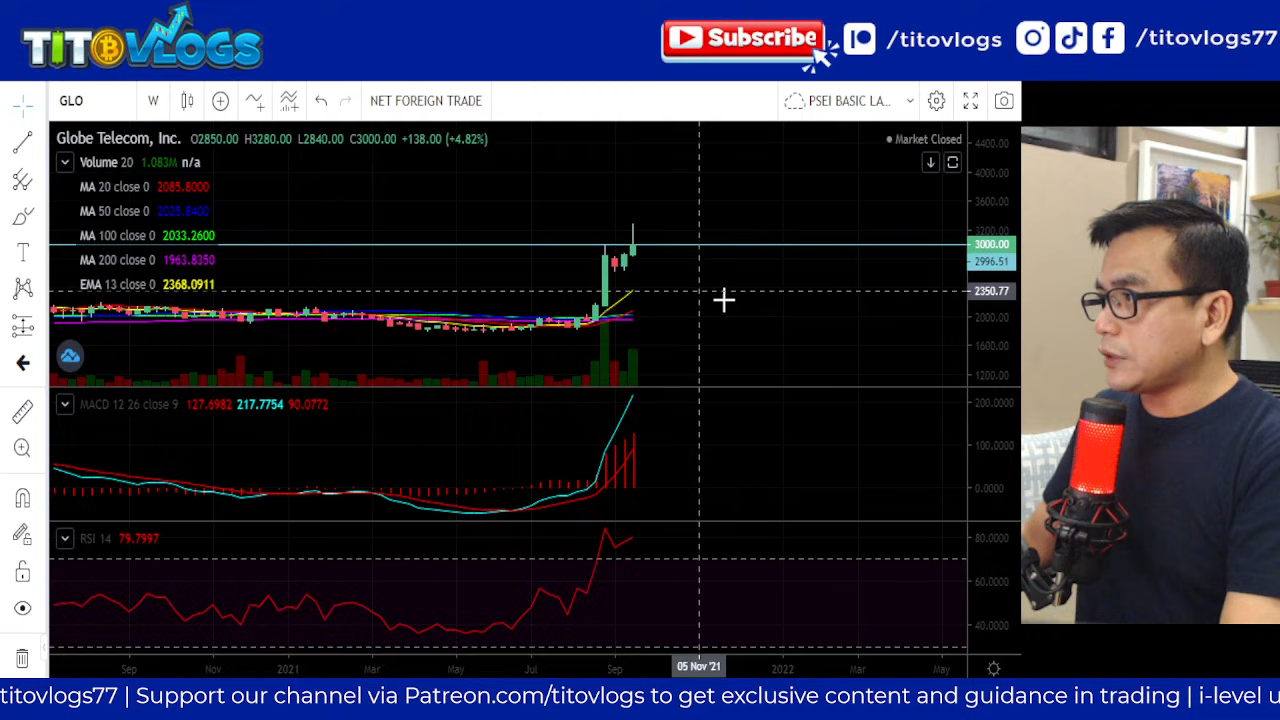 TITOVLOGS
Subscribe
/titovlogs
/titovlogs77
GLO
W
NET FOREIGN TRADE
PSEI BASIC LA...
Globe Telecom, Inc. O2850.00 H3280.00 L2840.00 C3000.00 +138.00 (+4.82%)
Market Closed
Volume 20 1.083M n/a
MA 20 close 0 2085.8000
MA 50 close 0
MA 100 close 0 2033.2600
MA 200 close 0 1963.8350
EMA 13 close 0 2368.0911
4400.00
4000.00
3600.00
3200.00
3000.00
2996.51
2350.77
2000.00
1600.00
1200.00
MACD 12 26 close 9 127.6982 217.7754 90.0772
200.0000
100.0000
0.0000
RSI 14 79.7997
80.0000
60.0000
40.0000
Sep Nov 2021 Mar May Jul Sep 05 Nov '21 2022 Mar May
titovlogs77 | Support our channel via Patreon.com/titovlogs to get exclusive content and guidance in trading | i-level u